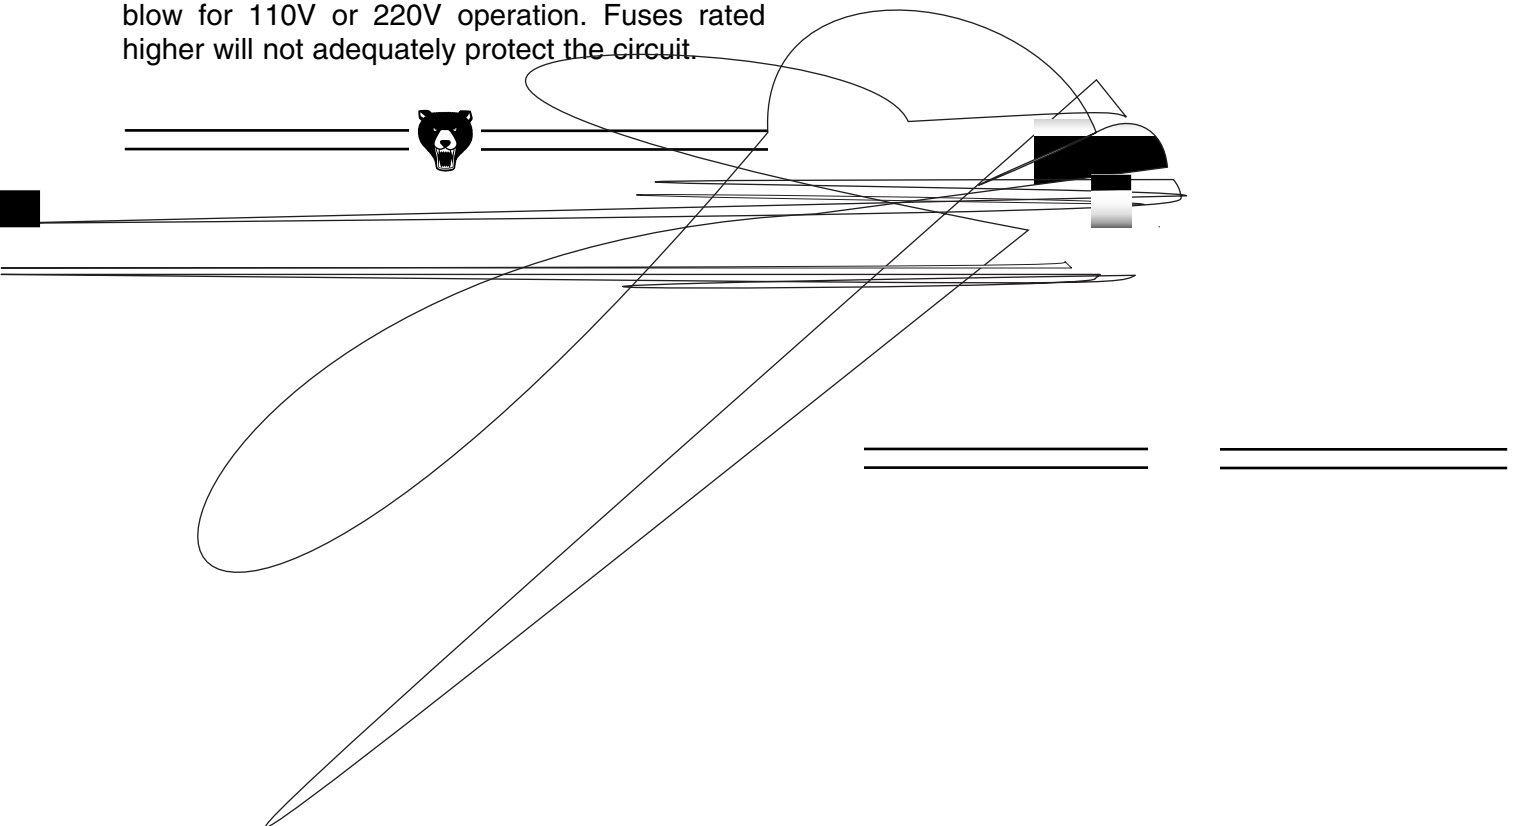 blow for 110V or 220V operation. Fuses rated
higher will not adequately protect the circuit.